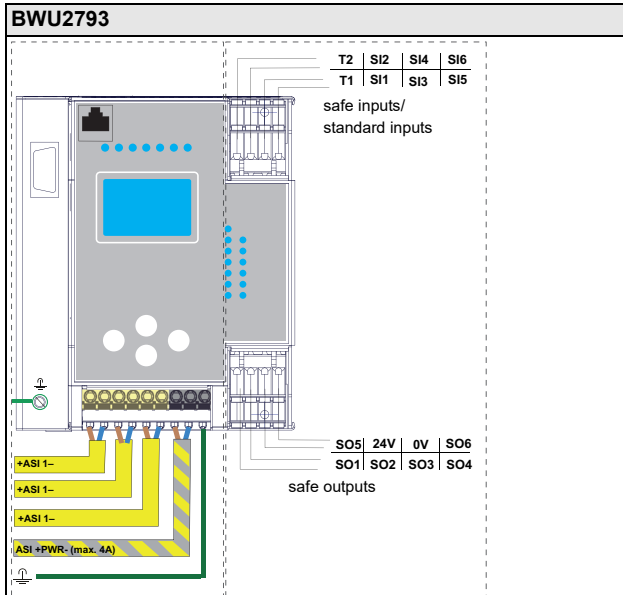 BWU2793
T2 SI2 SI4 SI6
T1 SI1 SI3 SI5
safe inputs/
standard inputs
SO5 24V 0V SO6
SO1 SO2 SO3 SO4
safe outputs
+ASI 1–
+ASI 1–
+ASI 1–
ASI +PWR- (max. 4A)